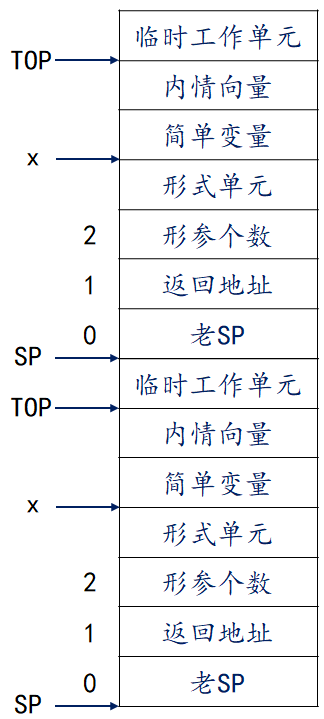 临时工作单元
TOP
内情向量
简单变量
x
形式单元
2 形参个数
1 返回地址
0 老SP
SP
临时工作单元
TOP
内情向量
简单变量
x
形式单元
2 形参个数
1 返回地址
0 老SP
SP